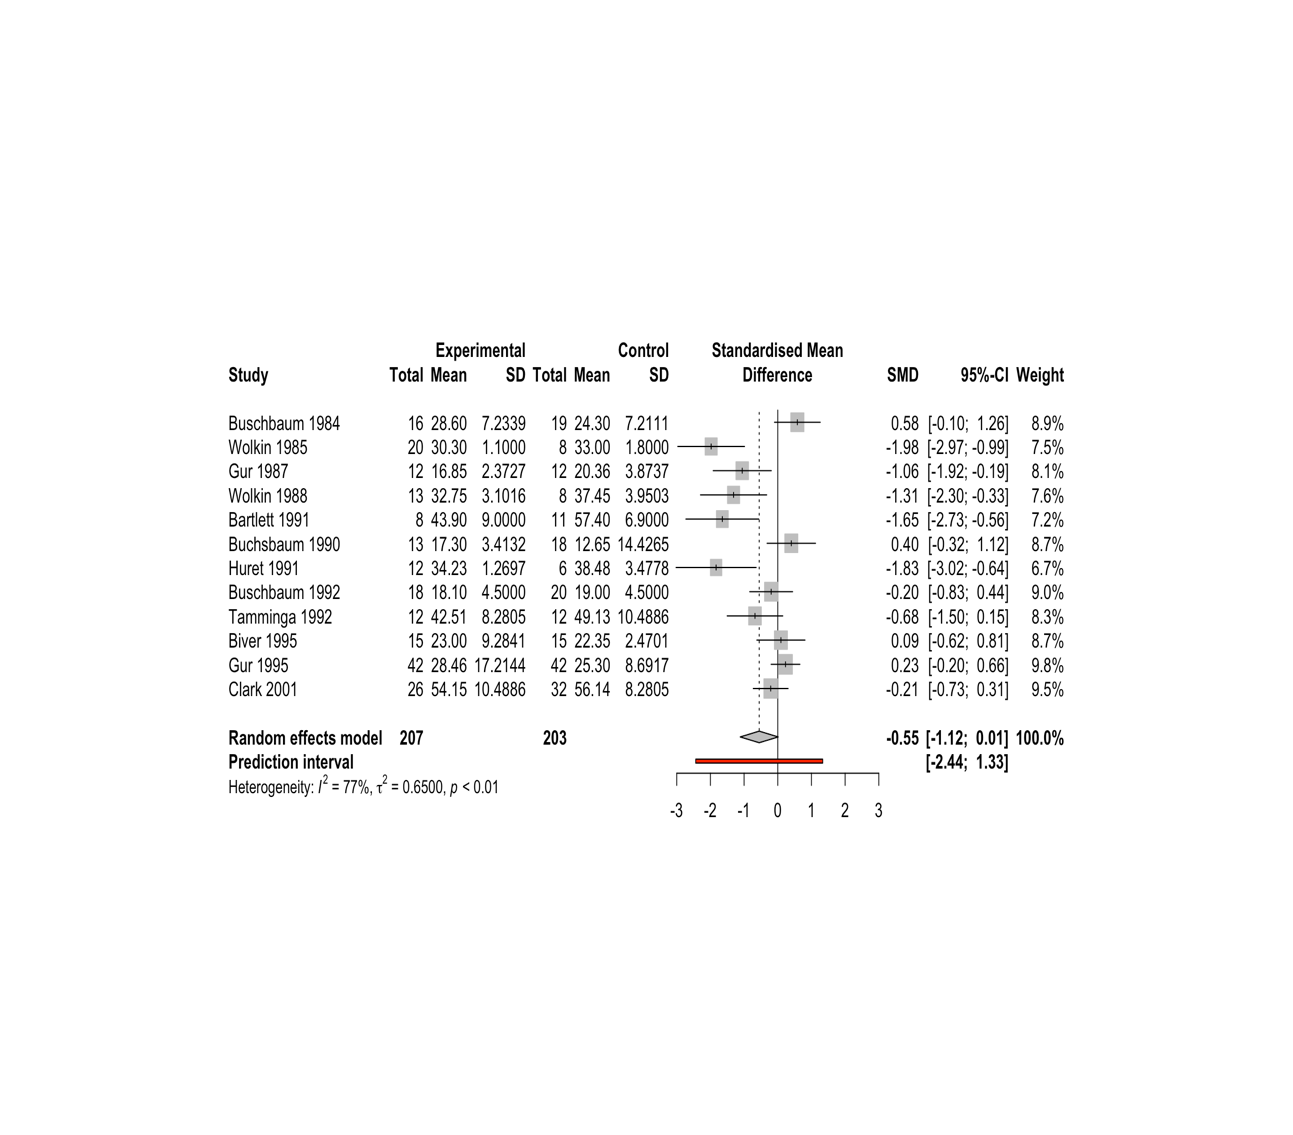 Experimental Control Standardised Mean
Study Total Mean SD Total Mean SD Difference SMD 95%-CI Weight
Buschbaum 1984 16 28.60 7.2339 19 24.30 7.2111 0.58 [-0.10; 1.26] 8.9%
Wolkin 1985 20 30.30 1.1000 8 33.00 1.8000 -1.98 [-2.97; -0.99] 7.5%
Gur 1987 12 16.85 2.3727 12 20.36 3.8737 -1.06 [-1.92; -0.19] 8.1%
Wolkin 1988 13 32.75 3.1016 8 37.45 3.9503 -1.31 [-2.30; -0.33] 7.6%
Bartlett 1991 8 43.90 9.0000 11 57.40 6.9000 -1.65 [-2.73; -0.56] 7.2%
Buchsbaum 1990 13 17.30 3.4132 18 12.65 14.4265 0.40 [-0.32; 1.12] 8.7%
Huret 1991 12 34.23 1.2697 6 38.48 3.4778 -1.83 [-3.02; -0.64] 6.7%
Buschbaum 1992 18 18.10 4.5000 20 19.00 4.5000 -0.20 [-0.83; 0.44] 9.0%
Tamminga 1992 12 42.51 8.2805 12 49.13 10.4886 -0.68 [-1.50; 0.15] 8.3%
Biver 1995 15 23.00 9.2841 15 22.35 2.4701 0.09 [-0.62; 0.81] 8.7%
Gur 1995 42 28.46 17.2144 42 25.30 8.6917 0.23 [-0.20; 0.66] 9.8%
Clark 2001 26 54.15 10.4886 32 56.14 8.2805 -0.21 [-0.73; 0.31] 9.5%
Random effects model 207 203 -0.55 [-1.12; 0.01] 100.0%
Prediction interval [-2.44; 1.33]
Heterogeneity: I² = 77%, τ² = 0.6500, p < 0.01
-3 -2 -1 0 1 2 3